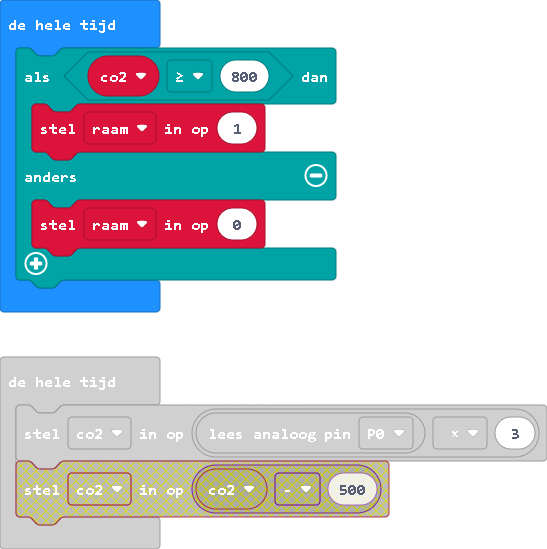 de hele tijd
als co2 ≥ 800 dan
stel raam in op 1
anders
stel raam in op 0
de hele tijd
stel co2 in op lees analoog pin P0 × 3
stel co2 in op co2 - 500